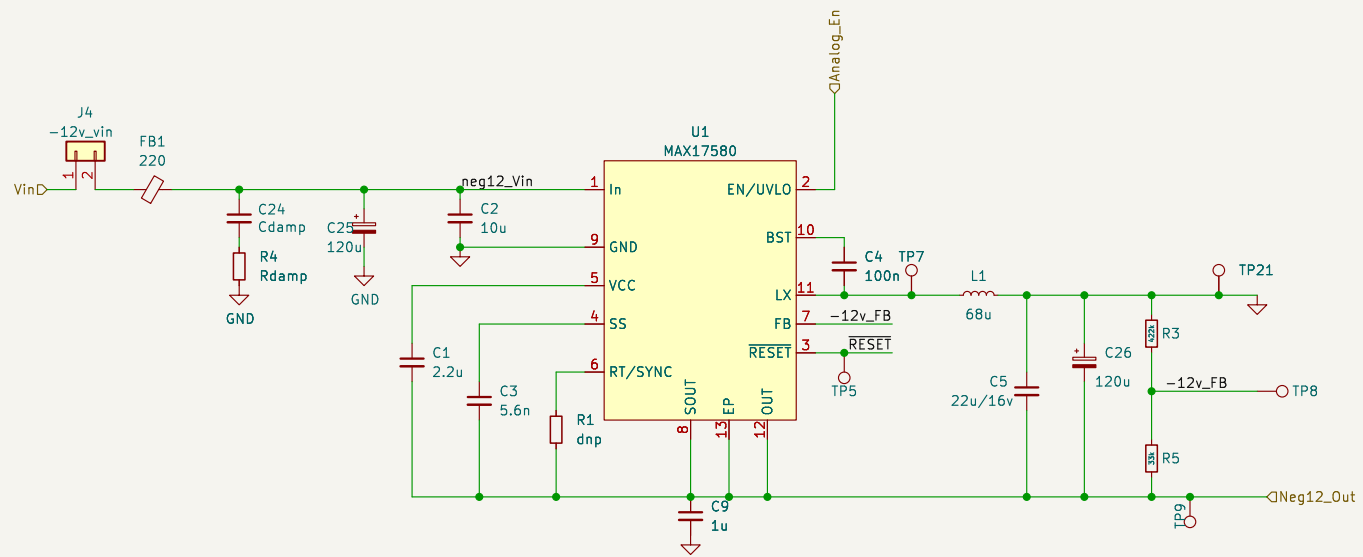 Analog_En
J4
-12v_vin
1
2
Vin
FB1
220
neg12_Vin
C24
Cdamp
R4
Rdamp
GND
C25
120u
GND
C2
10u
U1
MAX17580
1
In
9
GND
5
VCC
4
SS
6
RT/SYNC
EN/UVLO
2
BST
10
LX
11
FB
7
RESET
3
SOUT
8
EP
13
OUT
12
C1
2.2u
C3
5.6n
R1
dnp
C9
1u
C4
100n
TP7
-12v_FB
RESET
TP5
L1
68u
TP21
C5
22u/16v
C26
120u
R3
422k
-12v_FB
TP8
R5
33k
TP9
Neg12_Out